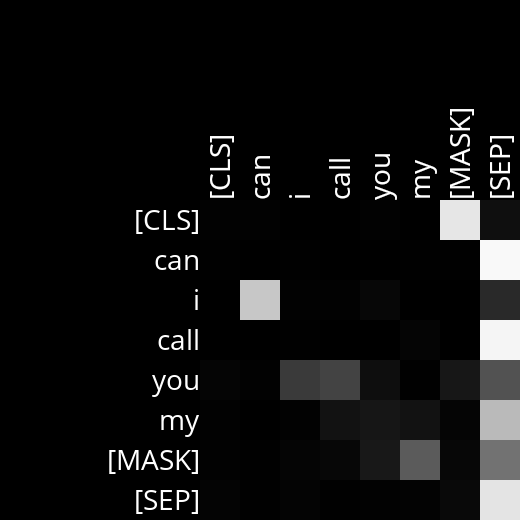 [CLS] can i call you my [MASK] [SEP]
[CLS]
can
i
call
you
my
[MASK]
[SEP]